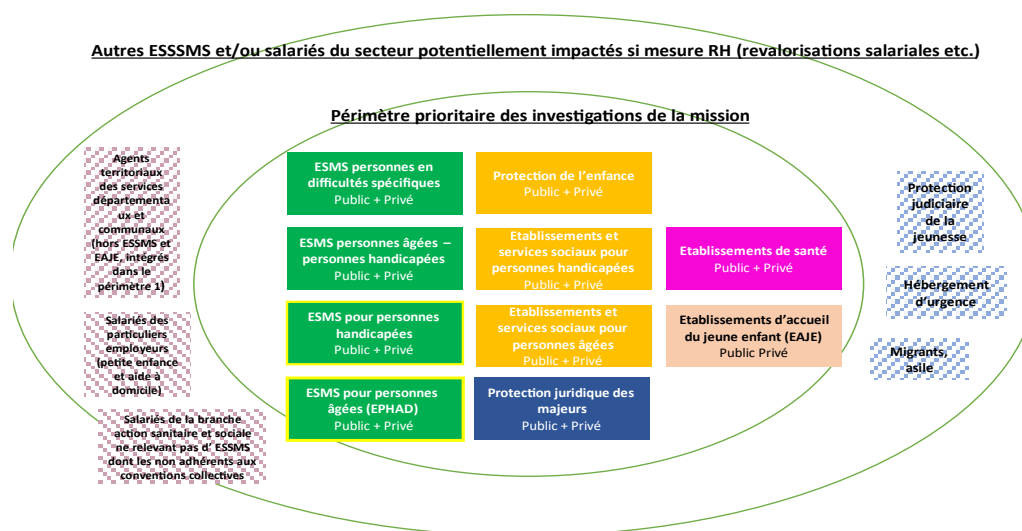 Autres ESSSMS et/ou salariés du secteur potentiellement impactés si mesure RH (revalorisations salariales etc.)
Périmètre prioritaire des investigations de la mission
Agents
territoriaux
des services
départementa
ux et
communaux
(hors ESSMS et
EAJE, intégrés
dans le
périmètre 1)
Salariés des
particuliers
employeurs
(petite enfance
et aide à
domicile)
Salariés de la branche
action sanitaire et sociale
ne relevant pas d' ESSMS
dont les non adhérents aux
conventions collectives
ESMS personnes en
difficultés spécifiques
Public + Privé
ESMS personnes âgées –
personnes handicapées
Public + Privé
ESMS pour personnes
handicapées
Public + Privé
ESMS pour personnes
âgées (EPHAD)
Public + Privé
Protection de l'enfance
Public + Privé
Etablissements et
services sociaux pour
personnes handicapées
Public + Privé
Etablissements et
services sociaux pour
personnes âgées
Public + Privé
Protection juridique des
majeurs
Public + Privé
Etablissements de santé
Public + Privé
Etablissements d'accueil
du jeune enfant (EAJE)
Public Privé
Protection
judiciaire
de la
jeunesse
Hébergement
d'urgence
Migrants,
asile